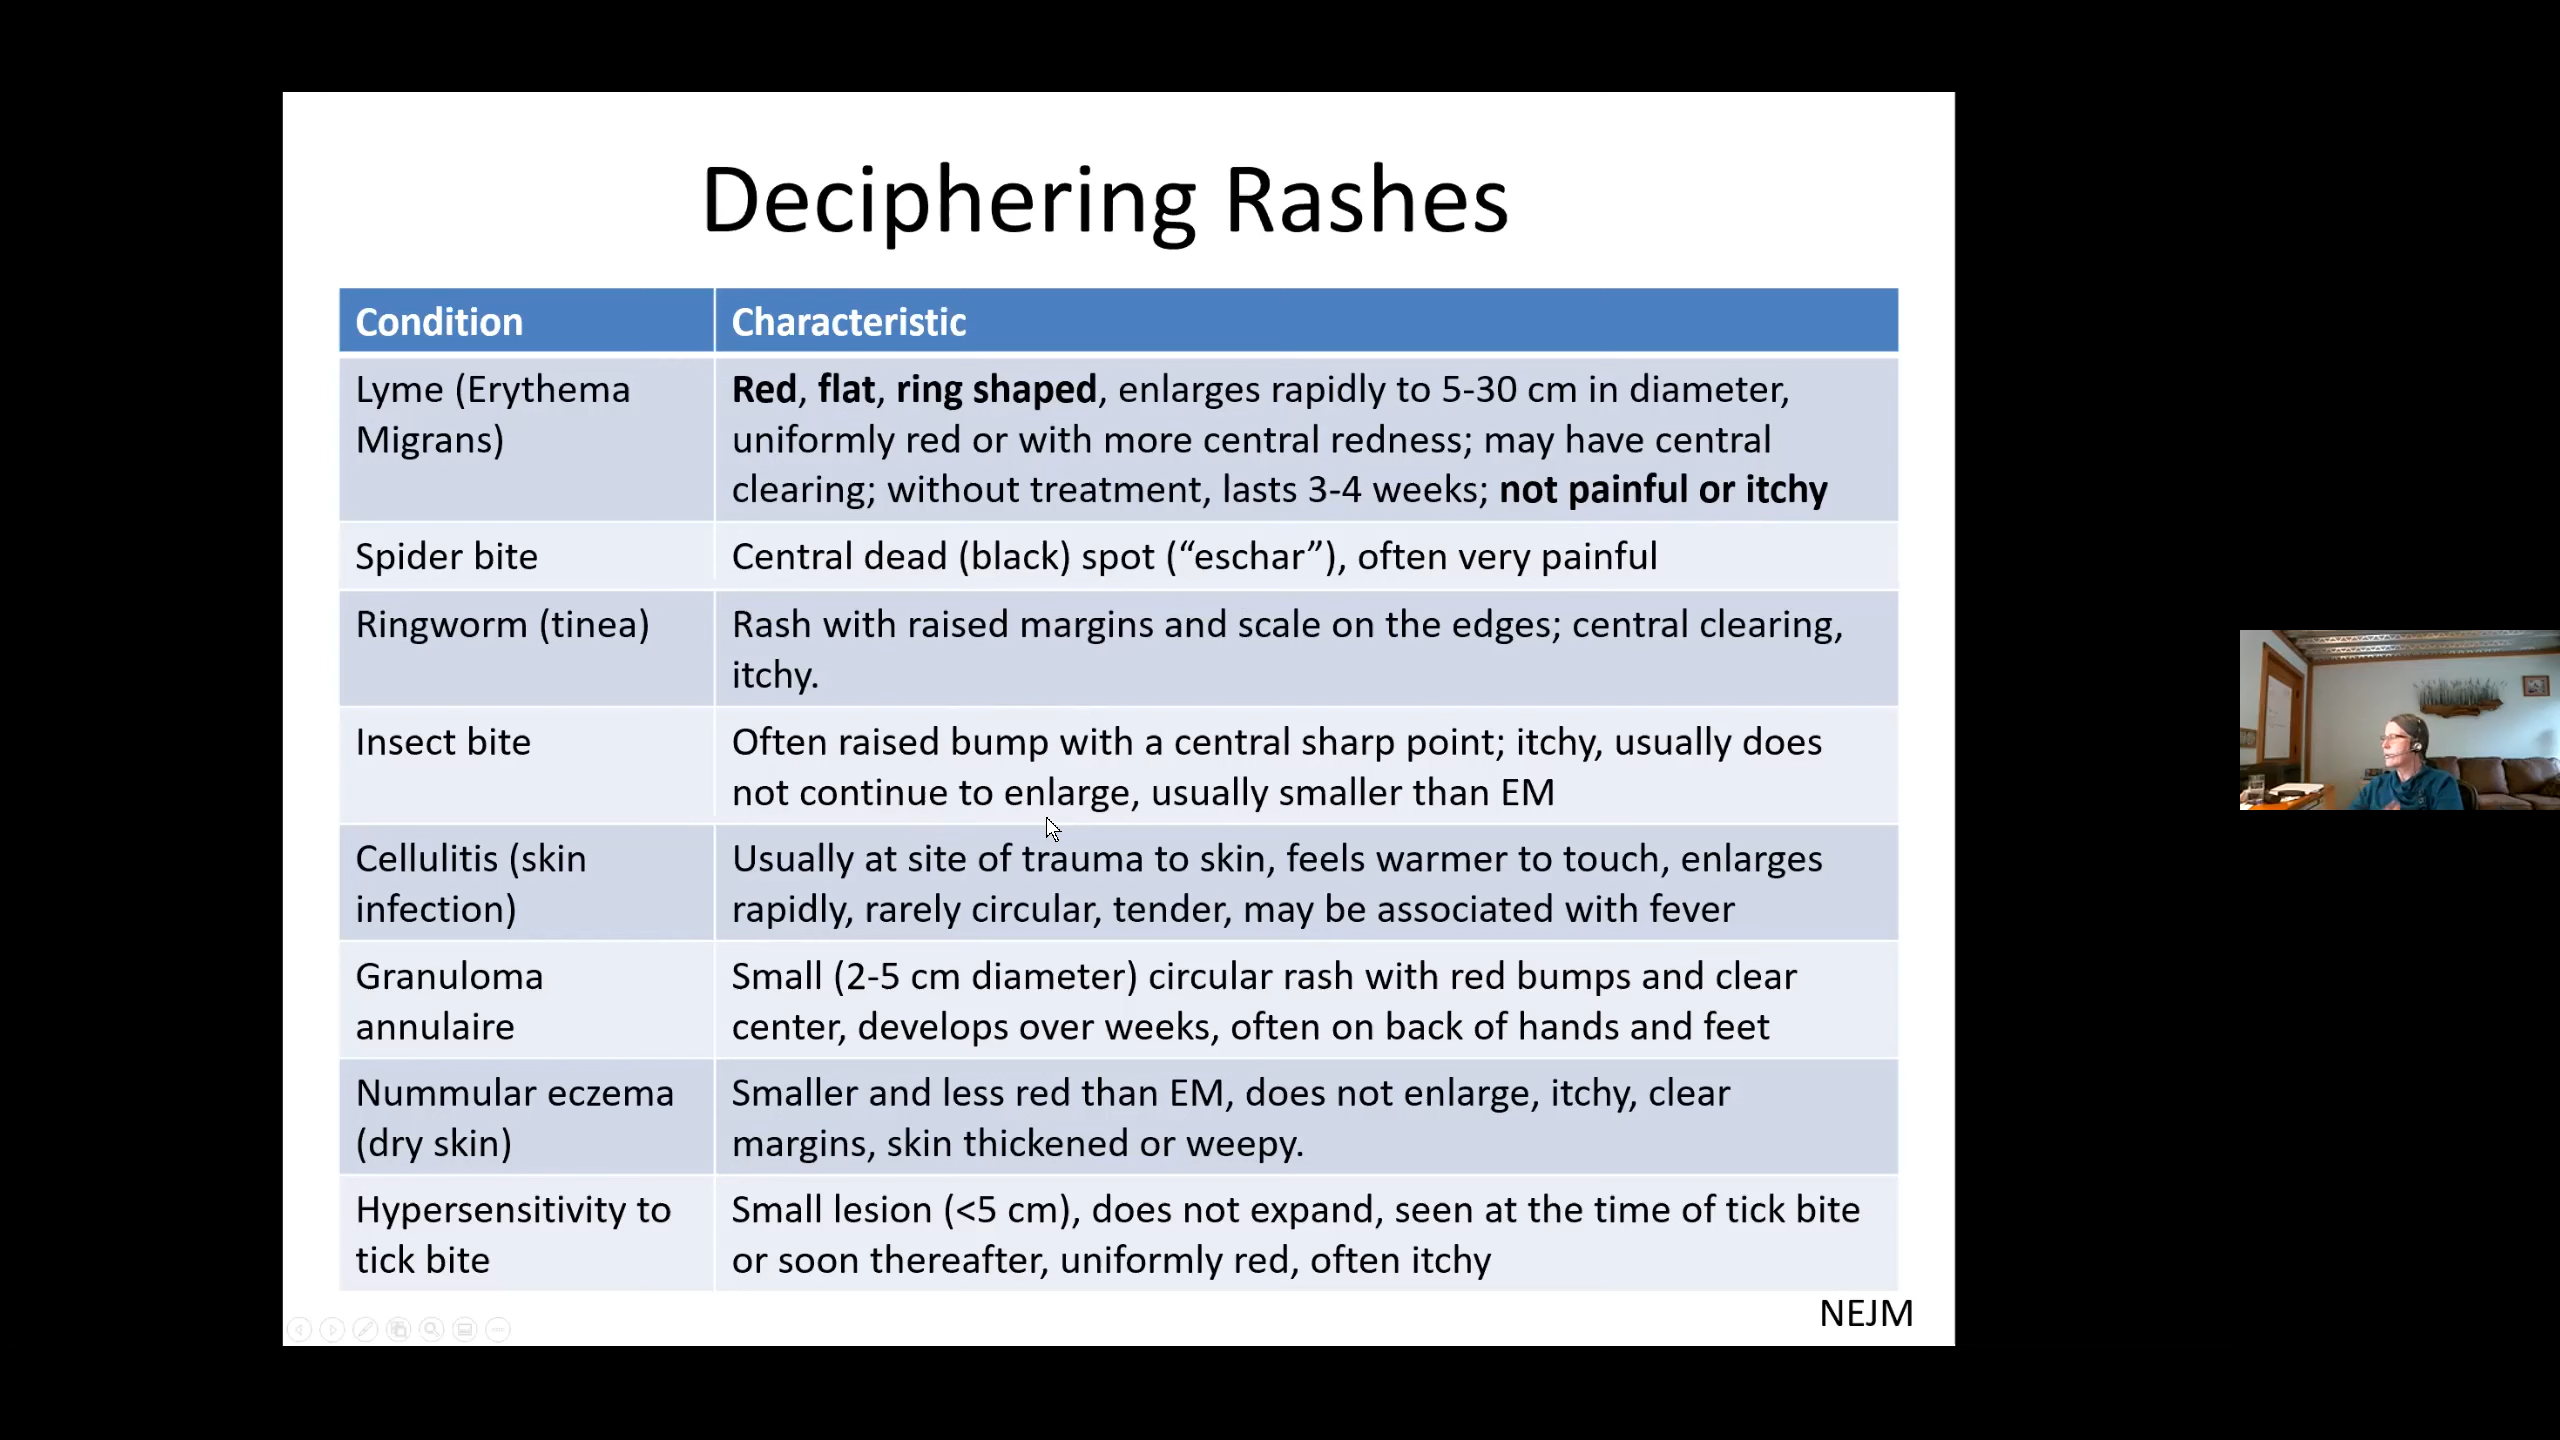 Deciphering Rashes
Condition
Characteristic
Lyme (Erythema
Migrans)
Red, flat, ring shaped, enlarges rapidly to 5-30 cm in diameter,
uniformly red or with more central redness; may have central
clearing; without treatment, lasts 3-4 weeks; not painful or itchy
Spider bite
Central dead (black) spot (“eschar”), often very painful
Ringworm (tinea)
Rash with raised margins and scale on the edges; central clearing,
itchy.
Insect bite
Often raised bump with a central sharp point; itchy, usually does
not continue to enlarge, usually smaller than EM
Cellulitis (skin
infection)
Usually at site of trauma to skin, feels warmer to touch, enlarges
rapidly, rarely circular, tender, may be associated with fever
Granuloma
annulaire
Small (2-5 cm diameter) circular rash with red bumps and clear
center, develops over weeks, often on back of hands and feet
Nummular eczema
(dry skin)
Smaller and less red than EM, does not enlarge, itchy, clear
margins, skin thickened or weepy.
Hypersensitivity to
tick bite
Small lesion (<5 cm), does not expand, seen at the time of tick bite
or soon thereafter, uniformly red, often itchy
NEJM